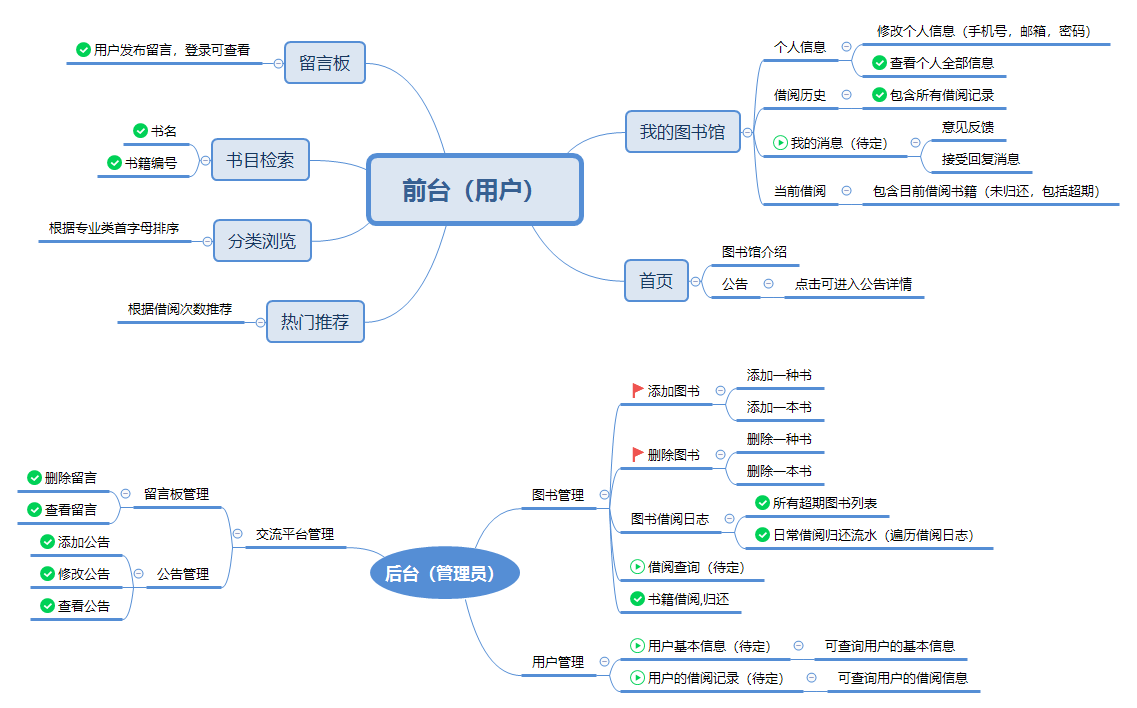 前台（用户）
留言板
用户发布留言，登录可查看
书目检索
书名
书籍编号
分类浏览
根据专业类首字母排序
热门推荐
根据借阅次数推荐
我的图书馆
个人信息
修改个人信息（手机号，邮箱，密码）
查看个人全部信息
借阅历史
包含所有借阅记录
我的消息（待定）
意见反馈
接受回复消息
当前借阅
包含目前借阅书籍（未归还，包括超期）
首页
图书馆介绍
公告
点击可进入公告详情
后台（管理员）
交流平台管理
留言板管理
删除留言
查看留言
公告管理
添加公告
修改公告
查看公告
图书管理
添加图书
添加一种书
添加一本书
删除图书
删除一种书
删除一本书
图书借阅日志
所有超期图书列表
日常借阅归还流水（遍历借阅日志）
借阅查询（待定）
书籍借阅,归还
用户管理
用户基本信息（待定）
可查询用户的基本信息
用户的借阅记录（待定）
可查询用户的借阅信息